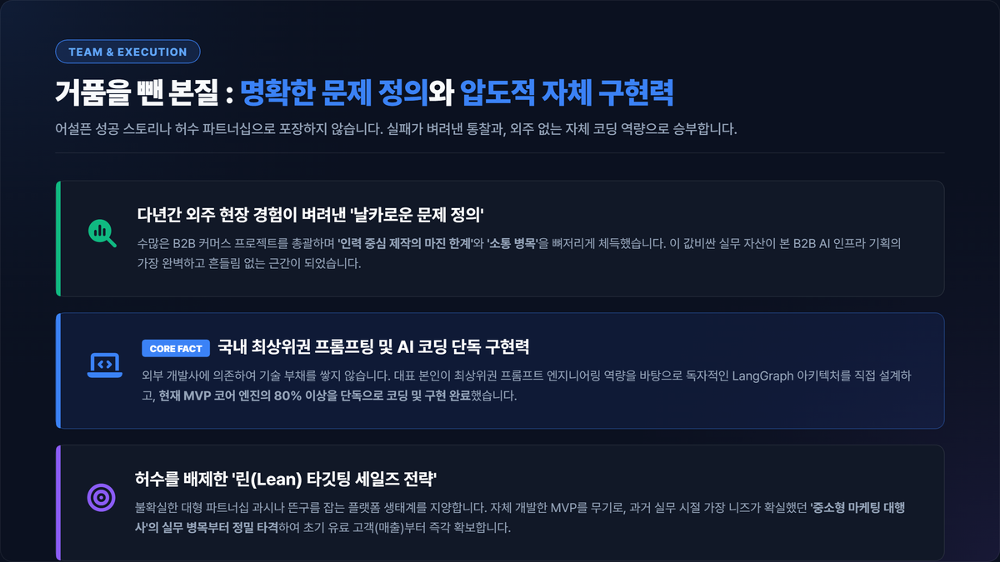 TEAM & EXECUTION
거품을 뺀 본질 : 명확한 문제 정의와 압도적 자체 구현력
어설픈 성공 스토리나 허수 파트너십으로 포장하지 않습니다. 실패가 벼려낸 통찰과, 외주 없는 자체 코딩 역량으로 승부합니다.
다년간 외주 현장 경험이 벼려낸 '날카로운 문제 정의'
수많은 B2B 커머스 프로젝트를 총괄하며 '인력 중심 제작의 마진 한계'와 '소통 병목'을 뼈저리게 체득했습니다. 이 값비싼 실무 자산이 본 B2B AI 인프라 기획의
가장 완벽하고 흔들림 없는 근간이 되었습니다.
CORE FACT 국내 최상위권 프롬프팅 및 AI 코딩 단독 구현력
외부 개발사에 의존하여 기술 부채를 쌓지 않습니다. 대표 본인이 최상위권 프롬프트 엔지니어링 역량을 바탕으로 독자적인 LangGraph 아키텍처를 직접 설계하
고, 현재 MVP 코어 엔진의 80% 이상을 단독으로 코딩 및 구현 완료했습니다.
허수를 배제한 '린(Lean) 타깃팅 세일즈 전략'
불확실한 대형 파트너십 과시나 뜬구름 잡는 플랫폼 생태계를 지양합니다. 자체 개발한 MVP를 무기로, 과거 실무 시절 가장 니즈가 확실했던 '중소형 마케팅 대행
사'의 실무 병목부터 정밀 타격하여 초기 유료 고객(매출)부터 즉각 확보합니다.